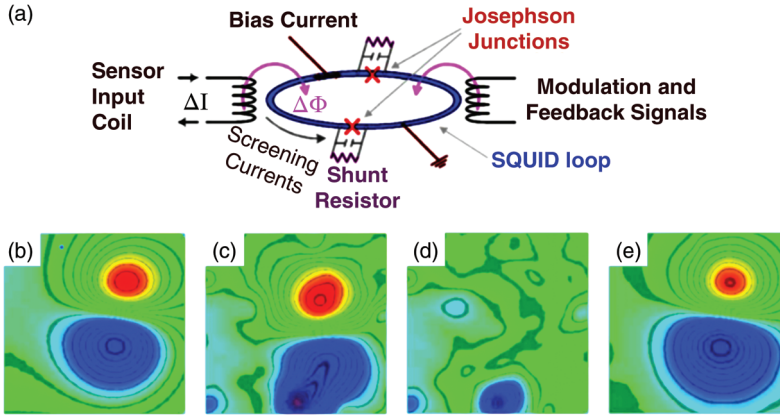 (a)
Bias Current
Josephson
Junctions
Sensor
Input
Coil
ΔI
ΔΦ
Modulation and
Feedback Signals
Screening
Currents
Shunt
Resistor
SQUID loop
(b)
(c)
(d)
(e)